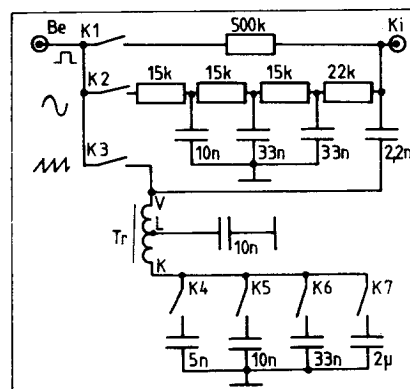 Be K1 500k Ki
K2 15k 15k 15k 22k
10n 33n 33n 2,2n
K3
V
L
Tr 10n
K
K4 K5 K6 K7
5n 10n 33n 2µ